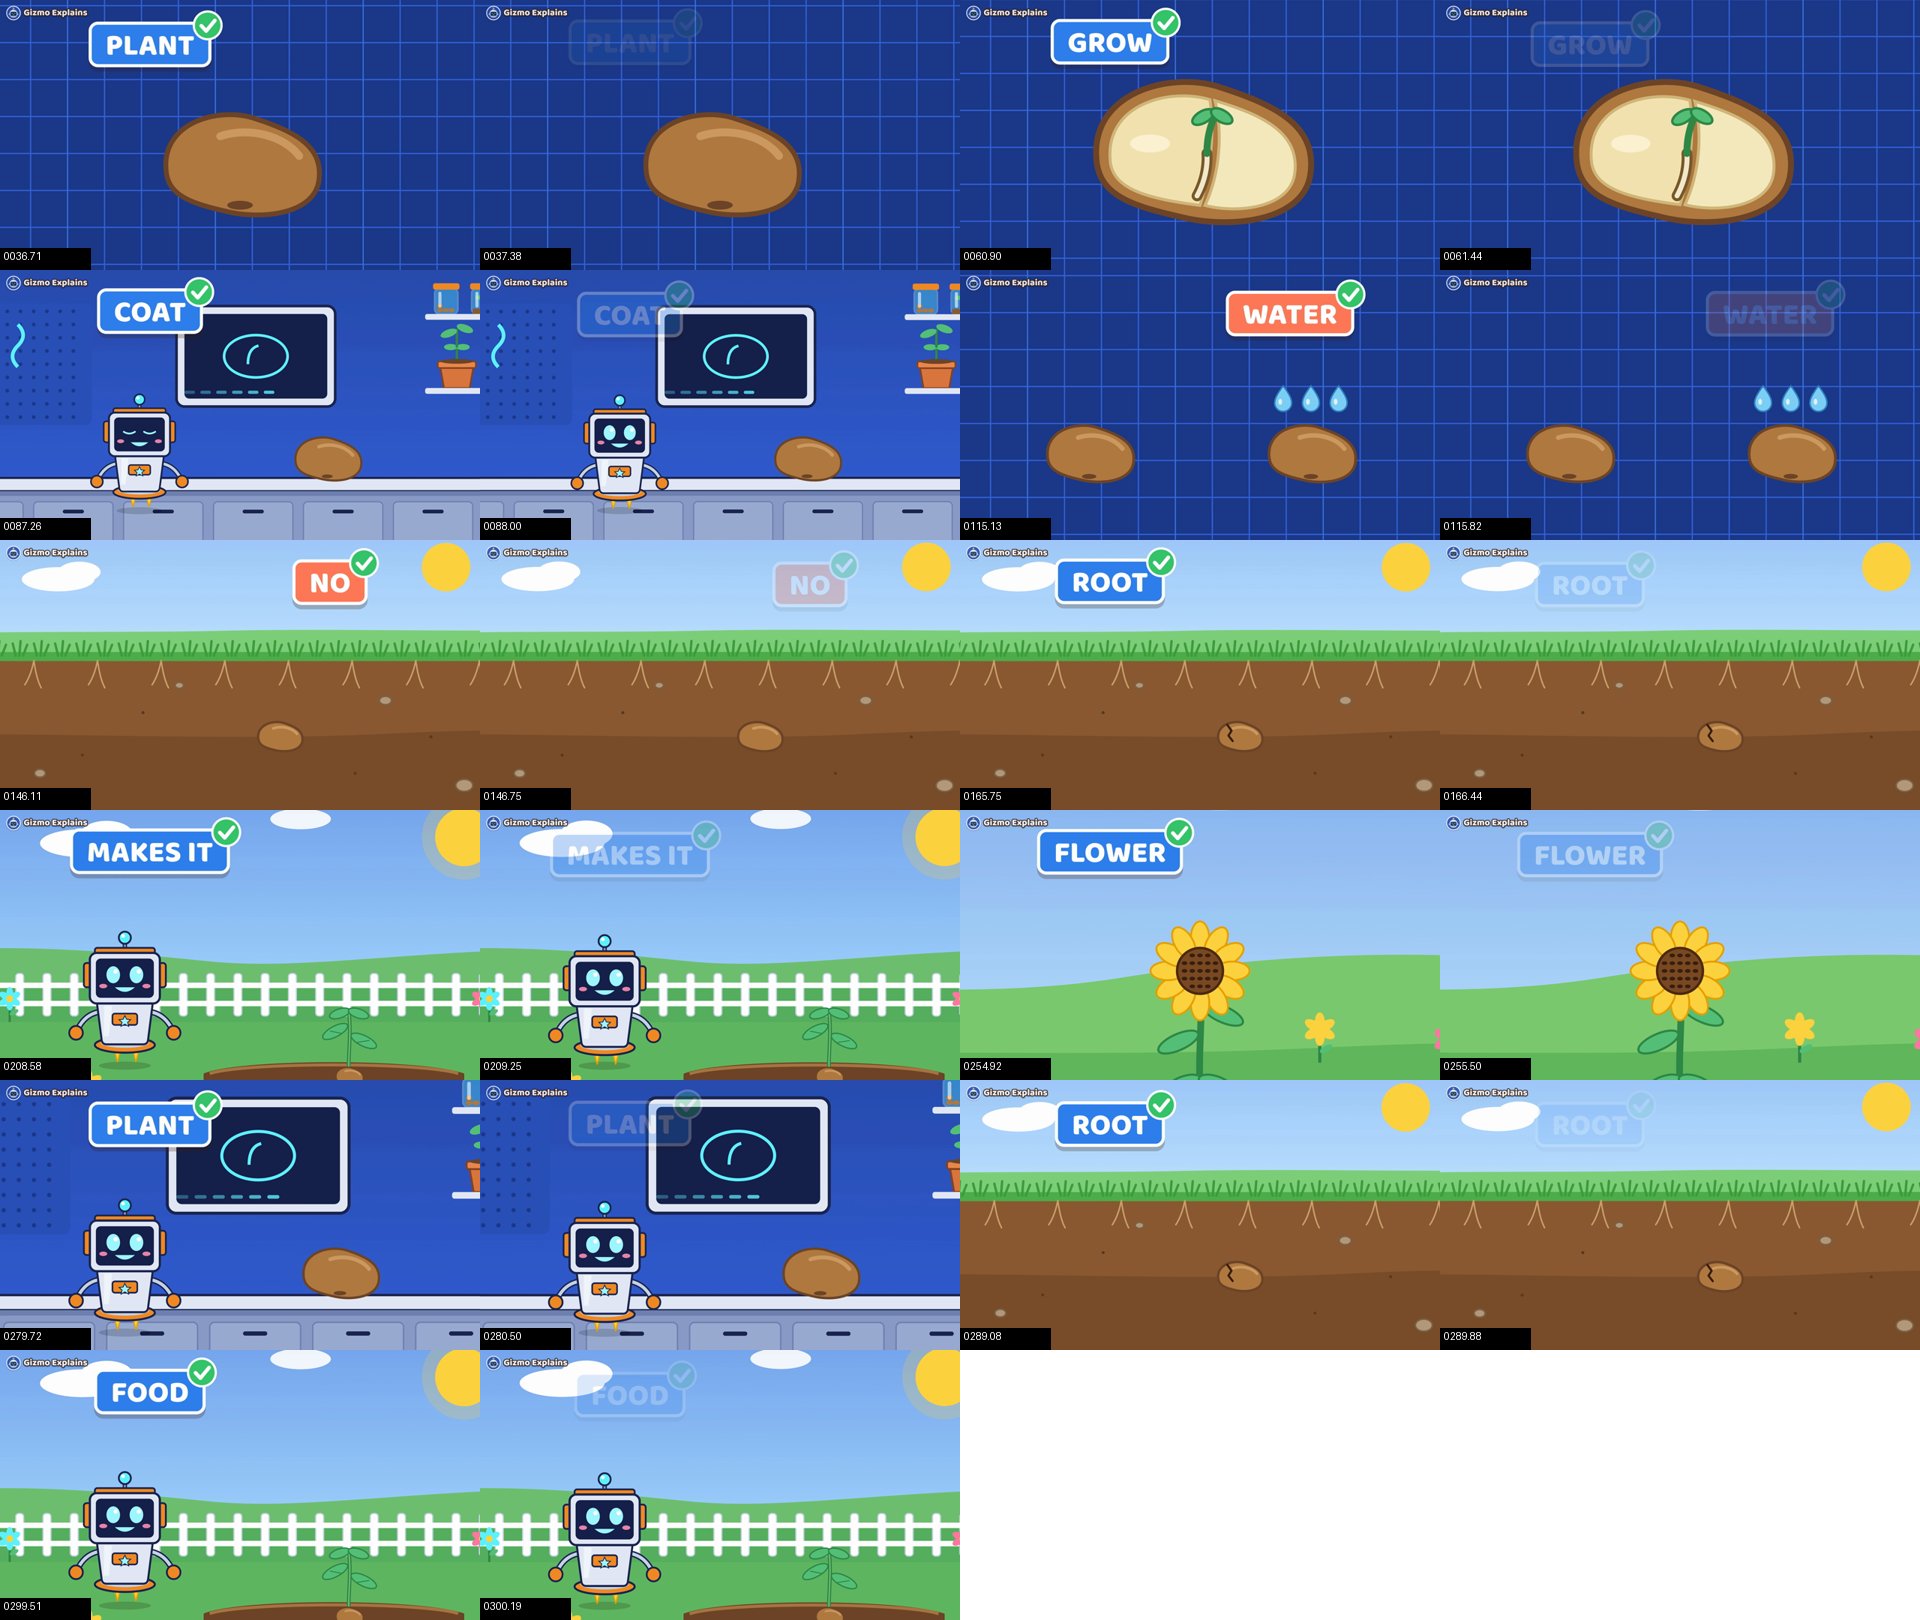 Gizmo Explains
PLANT
0036.71
Gizmo Explains
PLANT
0037.38
Gizmo Explains
GROW
0060.90
Gizmo Explains
GROW
0061.44
Gizmo Explains
COAT
0087.26
Gizmo Explains
COAT
0088.00
Gizmo Explains
WATER
0115.13
Gizmo Explains
WATER
0115.82
Gizmo Explains
NO
0146.11
Gizmo Explains
NO
0146.75
Gizmo Explains
ROOT
0165.75
Gizmo Explains
ROOT
0166.44
Gizmo Explains
MAKES IT
0208.58
Gizmo Explains
MAKES IT
0209.25
Gizmo Explains
FLOWER
0254.92
Gizmo Explains
FLOWER
0255.50
Gizmo Explains
PLANT
0279.72
Gizmo Explains
PLANT
0280.50
Gizmo Explains
ROOT
0289.08
Gizmo Explains
ROOT
0289.88
Gizmo Explains
FOOD
0299.51
Gizmo Explains
FOOD
0300.19